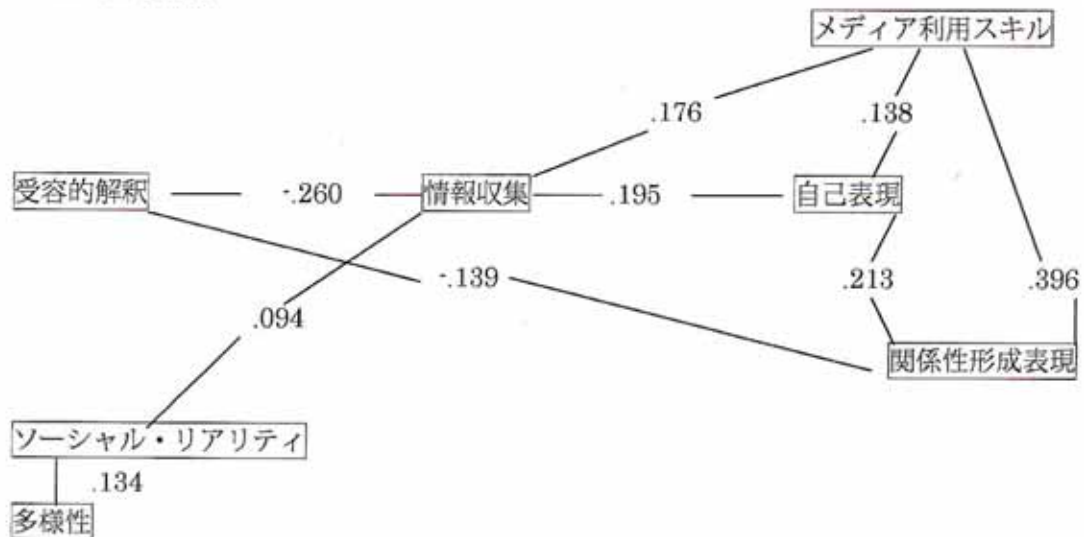 メディア利用スキル
.176
.138
受容的解釈
-.260
情報収集
.195
自己表現
-.139
.213
.396
.094
関係性形成表現
ソーシャル・リアリティ
.134
多様性